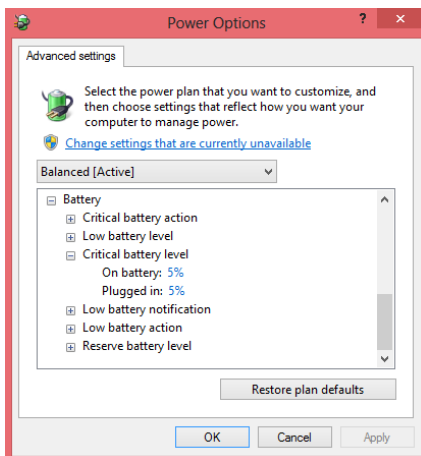 Power Options
Advanced settings
Select the power plan that you want to customize, and
then choose settings that reflect how you want your
computer to manage power.
Change settings that are currently unavailable
Balanced [Active]
Battery
Critical battery action
Low battery level
Critical battery level
On battery: 5%
Plugged in: 5%
Low battery notification
Low battery action
Reserve battery level
Restore plan defaults
OK Cancel Apply